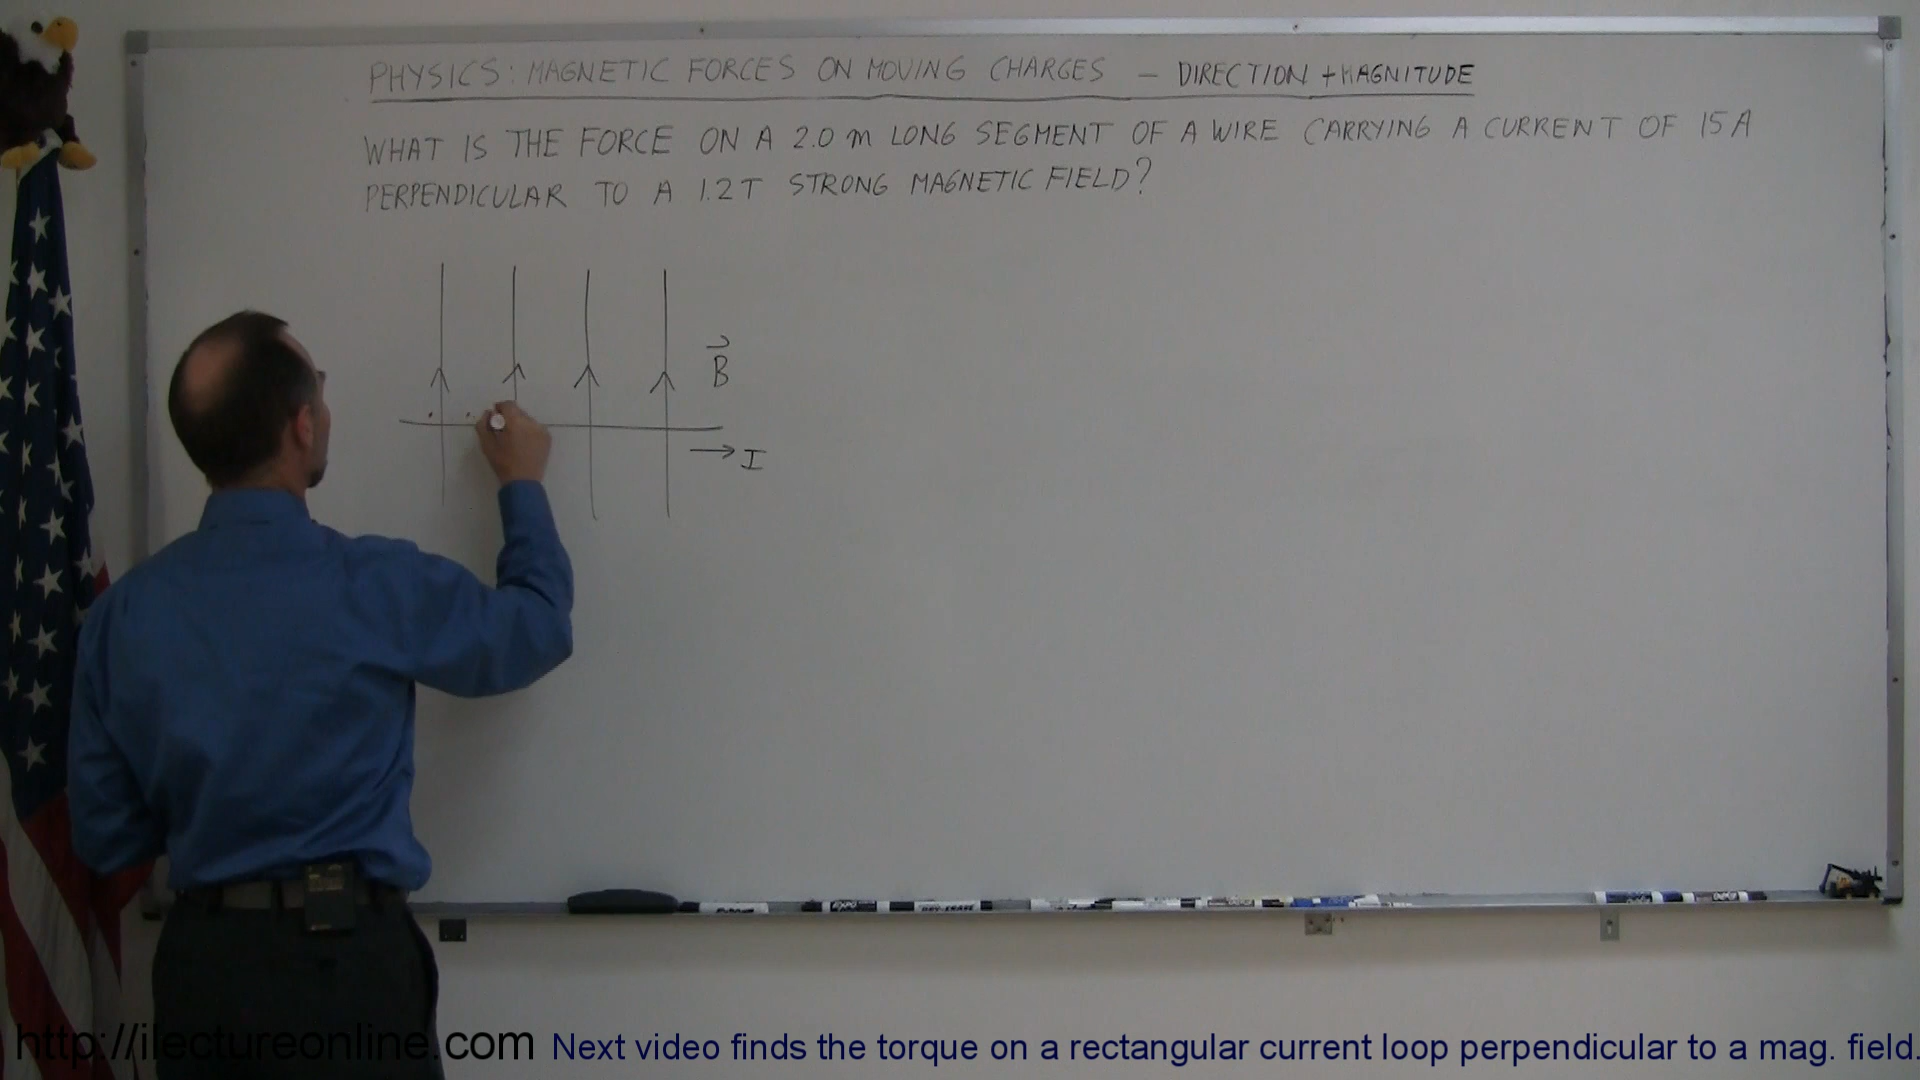 PHYSICS: MAGNETIC FORCES ON MOVING CHARGES – DIRECTION + MAGNITUDE
WHAT IS THE FORCE ON A 2.0 m LONG SEGMENT OF A WIRE CARRYING A CURRENT OF 15 A
PERPENDICULAR TO A 1.2 T STRONG MAGNETIC FIELD?
B
I
http://ilectureonline.com Next video finds the torque on a rectangular current loop perpendicular to a mag. field.